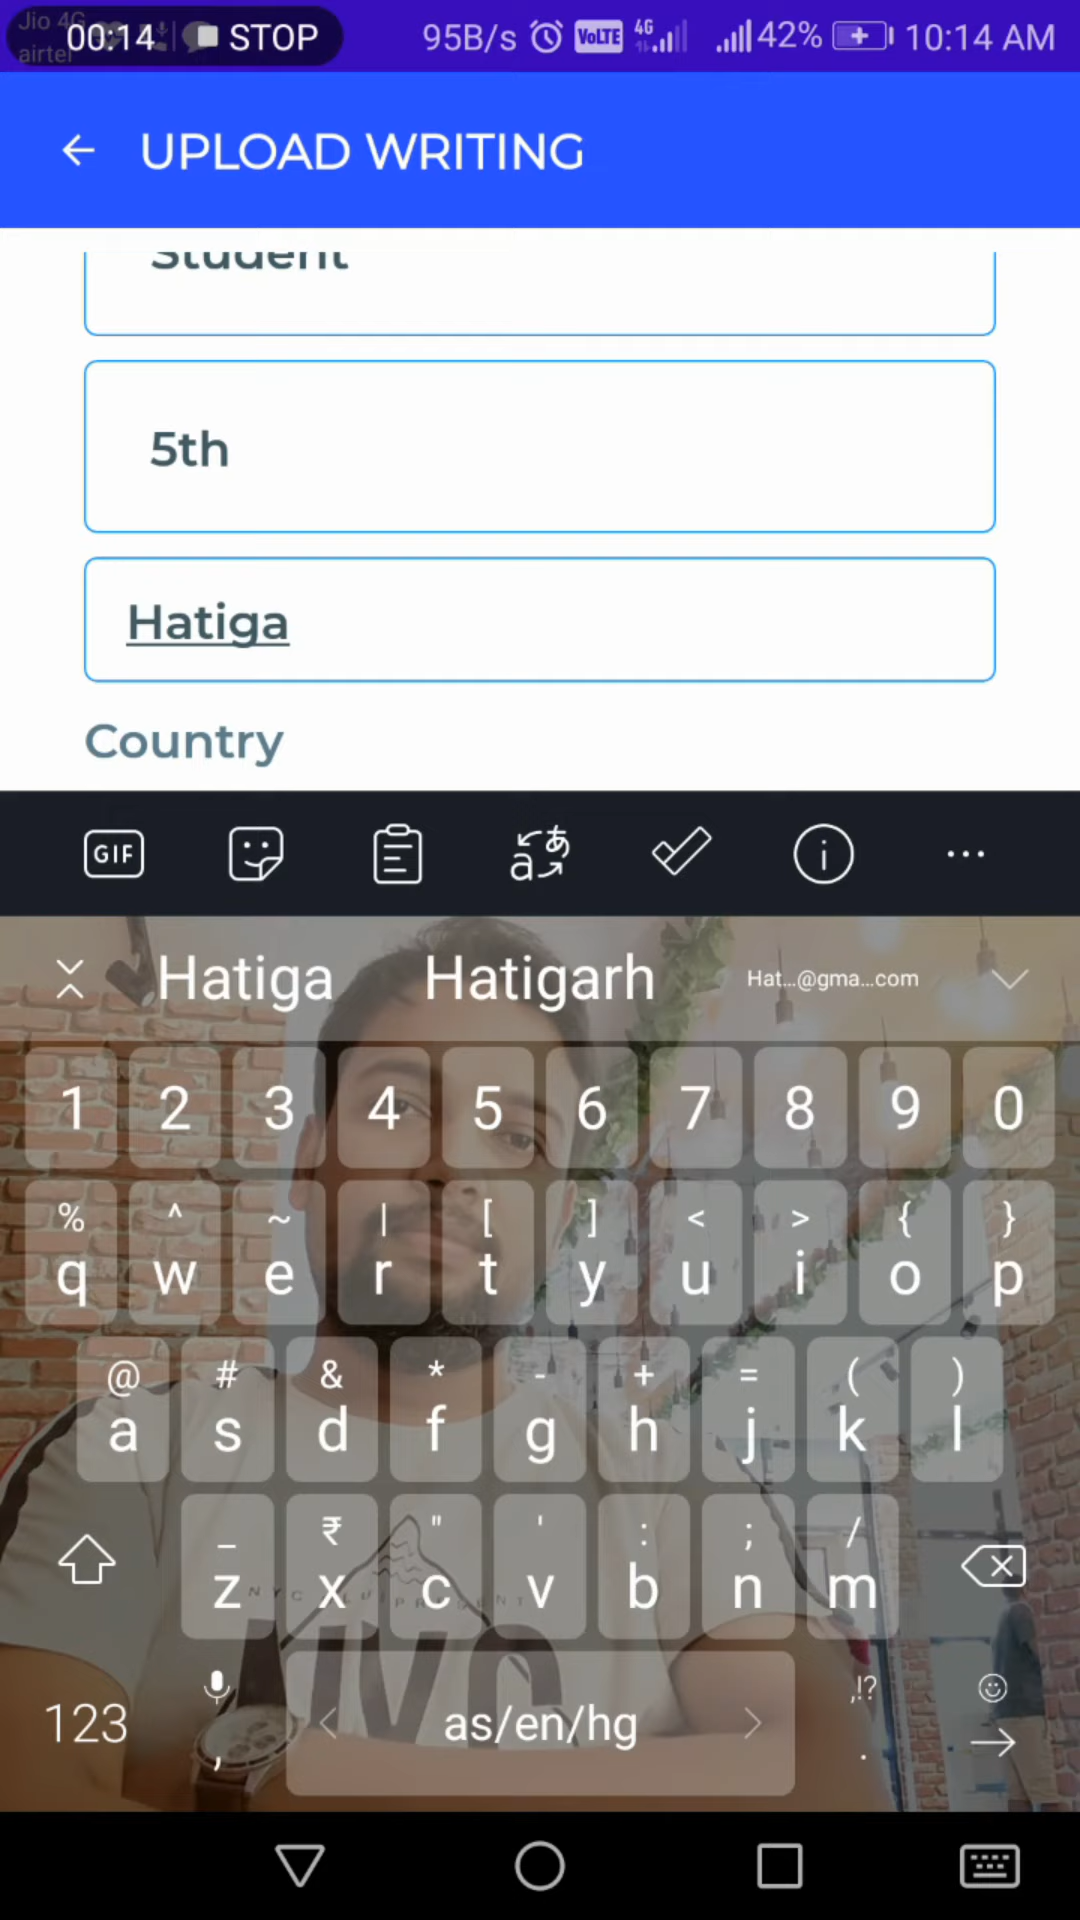 Jio 4G
airtel
00:14 STOP 95B/s VoLTE 4G 42% 10:14 AM
UPLOAD WRITING
Student
5th
Hatiga
Country
GIF
Hatiga Hatigarh Hat...@gma...com
1 2 3 4 5 6 7 8 9 0
% ^ ~ | [ ] < > { }
q w e r t y u i o p
@ # & * - + = ( )
a s d f g h j k l
_ ₹ " ' : ; /
z x c v b n m
,!?
123 , as/en/hg .